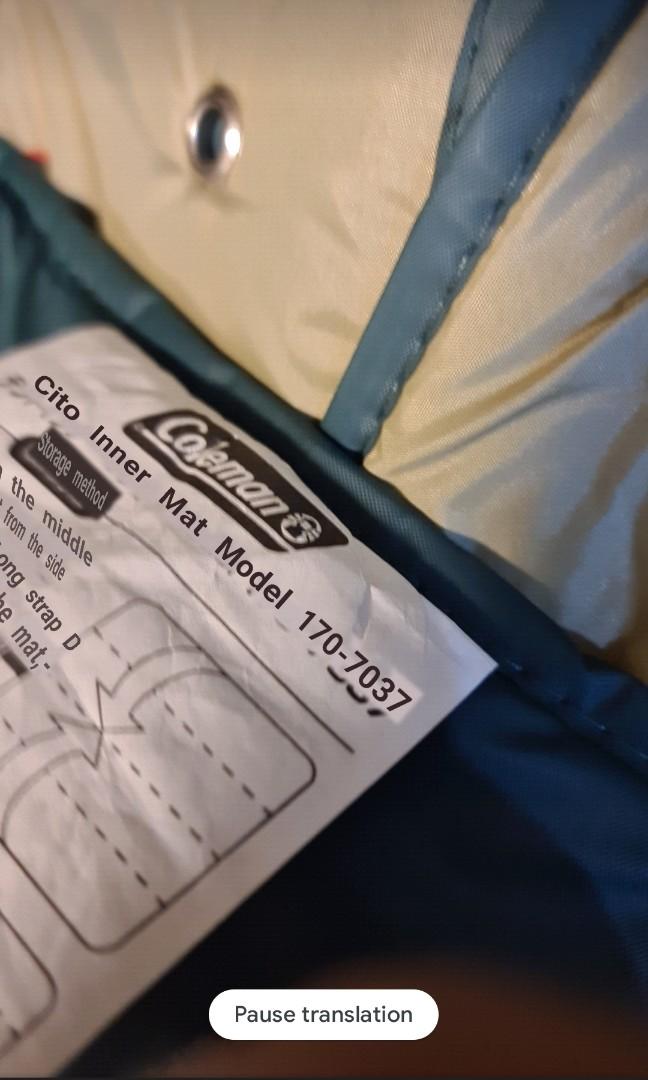 Coleman
Cito Inner Mat Model 170-7037
Storage method
the middle
from the side
ong strap D
he mat,-
Pause translation